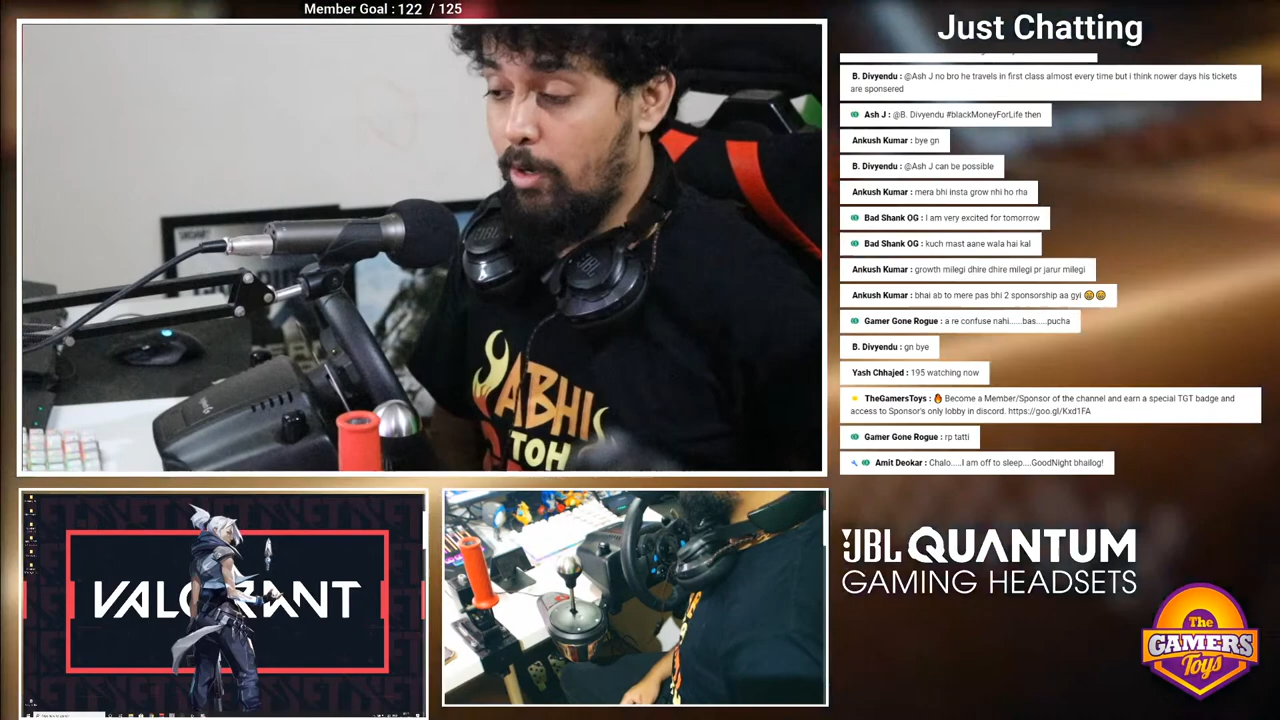 Member Goal : 122 / 125
Just Chatting
B. Divyendu : @Ash J no bro he travels in first class almost every time but i think nower days his tickets
are sponsered
Ash J : @B. Divyendu #blackMoneyForLife then
Ankush Kumar : bye gn
B. Divyendu : @Ash J can be possible
Ankush Kumar : mera bhi insta grow nhi ho rha
Bad Shank OG : I am very excited for tomorrow
Bad Shank OG : kuch mast aane wala hai kal
Ankush Kumar : growth milegi dhire dhire milegi pr jarur milegi
Ankush Kumar : bhai ab to mere pas bhi 2 sponsorship aa gyi 😁😁
Gamer Gone Rogue : a re confuse nahi......bas.....pucha
B. Divyendu : gn bye
Yash Chhajed : 195 watching now
TheGamersToys : 🔥 Become a Member/Sponsor of the channel and earn a special TGT badge and
access to Sponsor's only lobby in discord. https://goo.gl/Kxd1FA
Gamer Gone Rogue : rp tatti
Amit Deokar : Chalo.....I am off to sleep....GoodNight bhailog!
JBL
ABHI
TOH
VALORANT
JBL QUANTUM
GAMING HEADSETS
The
GAMERS
Toys